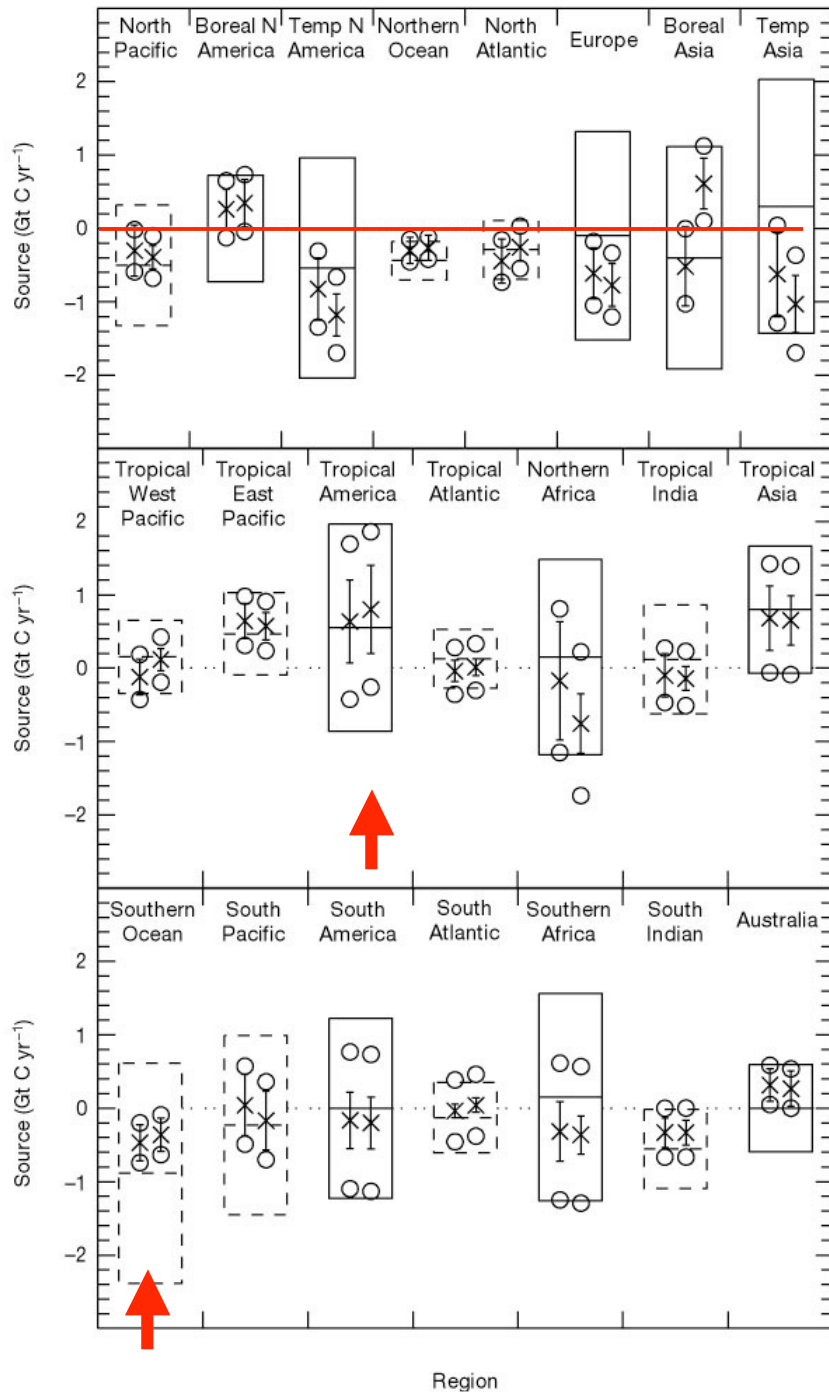 North Pacific
Boreal N America
Temp N America
Northern Ocean
North Atlantic
Europe
Boreal Asia
Temp Asia
Source (Gt C yr⁻¹)
2
1
0
−1
−2
Tropical West Pacific
Tropical East Pacific
Tropical America
Tropical Atlantic
Northern Africa
Tropical India
Tropical Asia
Source (Gt C yr⁻¹)
2
1
0
−1
−2
Southern Ocean
South Pacific
South America
South Atlantic
Southern Africa
South Indian
Australia
Source (Gt C yr⁻¹)
2
1
0
−1
−2
Region